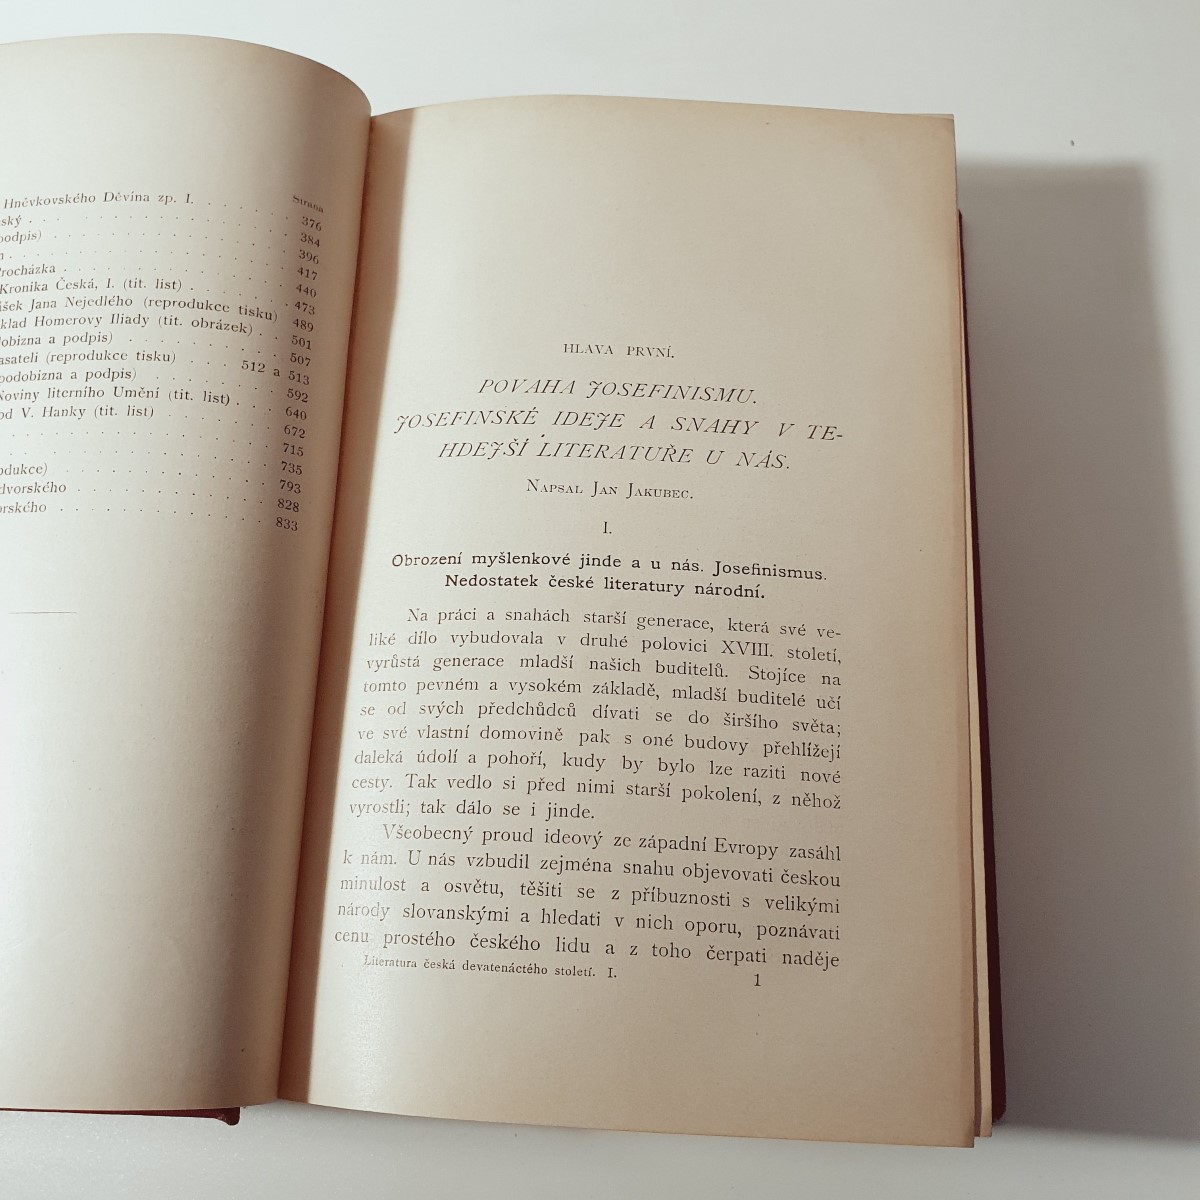 Strana
Hněvkovského Děvína zp. I. . . . . . . 376
ský . . . . . . . . . . . . . . 384
podpis) . . . . . . . . . . . . . . 396
. . . . . . . . . . . . . . 417
Procházka . . . . . . . . . . . . . . 440
Kronika Česká, I. (tit. list) . . . . . . . 473
Jana Nejedlého (reprodukce tisku) 489
klad Homerovy Iliady (tit. obrázek) . . 501
dobizna a podpis) . . . . . . . . . 507
asateli (reprodukce tisku) . . . 512 a 513
podobizna a podpis) . . . . . . . . . 592
Noviny literního Umění (tit. list) . . . . 640
od V. Hanky (tit. list) . . . . . . . . 672
. . . . . . . . . . . . . . 715
. . . . . . . . . . . . . . 735
odukce) . . . . . . . . . . . . . . 793
dvorského . . . . . . . . . . . . . 828
orského . . . . . . . . . . . . . . 833
HLAVA PRVNÍ.
POVAHA JOSEFINISMU.
JOSEFINSKÉ IDEJE A SNAHY V TE-
HDEJŠÍ LITERATUŘE U NÁS.
Napsal Jan Jakubec.
I.
Obrození myšlenkové jinde a u nás. Josefinismus.
Nedostatek české literatury národní.
Na práci a snahách starší generace, která své ve-
liké dílo vybudovala v druhé polovici XVIII. století,
vyrůstá generace mladší našich buditelů. Stojíce na
tomto pevném a vysokém základě, mladší buditelé učí
se od svých předchůdců dívati se do širšího světa;
ve své vlastní domovině pak s oné budovy přehlížejí
daleká údolí a pohoří, kudy by bylo lze raziti nové
cesty. Tak vedlo si před nimi starší pokolení, z něhož
vyrostli; tak dálo se i jinde.
Všeobecný proud ideový ze západní Evropy zasáhl
k nám. U nás vzbudil zejména snahu objevovati českou
minulost a osvětu, těšiti se z příbuznosti s velikými
národy slovanskými a hledati v nich oporu, poznávati
cenu prostého českého lidu a z toho čerpati naděje
Literatura česká devatenáctého století. I. 1